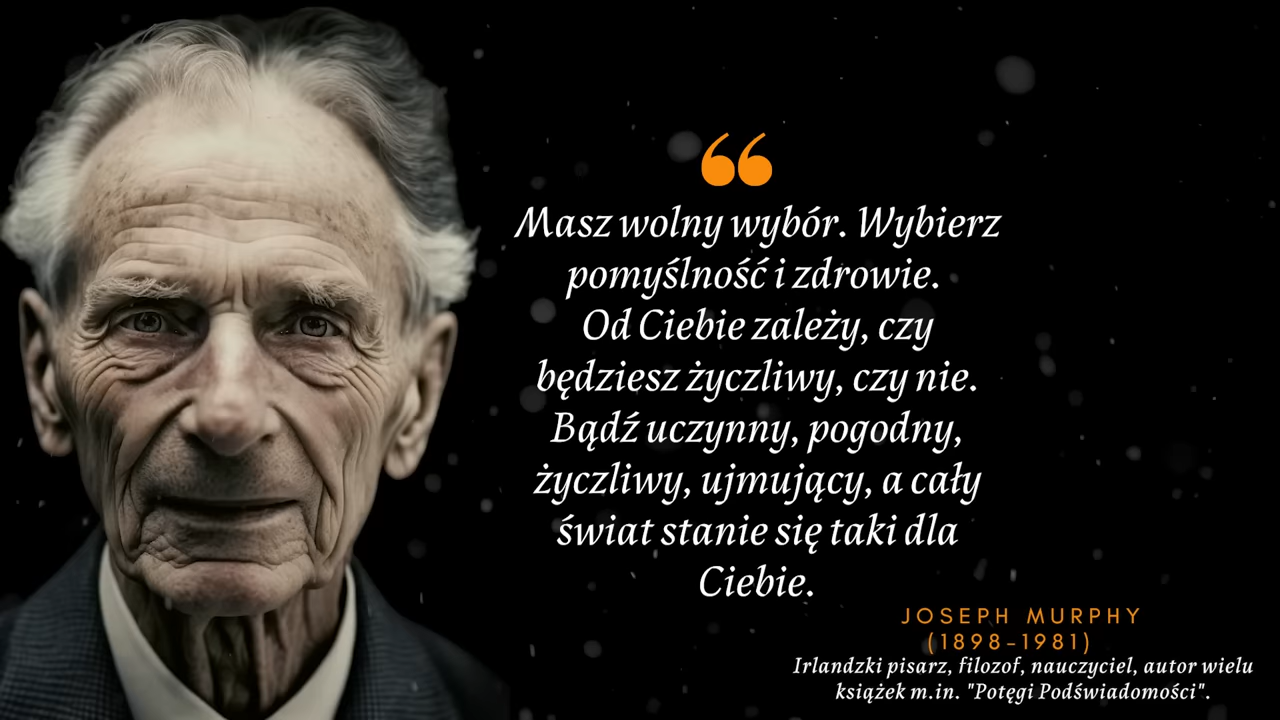 Masz wolny wybór. Wybierz
pomyślność i zdrowie.
Od Ciebie zależy, czy
będziesz życzliwy, czy nie.
Bądź uczynny, pogodny,
życzliwy, ujmujący, a cały
świat stanie się taki dla
Ciebie.
JOSEPH MURPHY
(1898-1981)
Irlandzki pisarz, filozof, nauczyciel, autor wielu
książek m.in. "Potęgi Podświadomości".